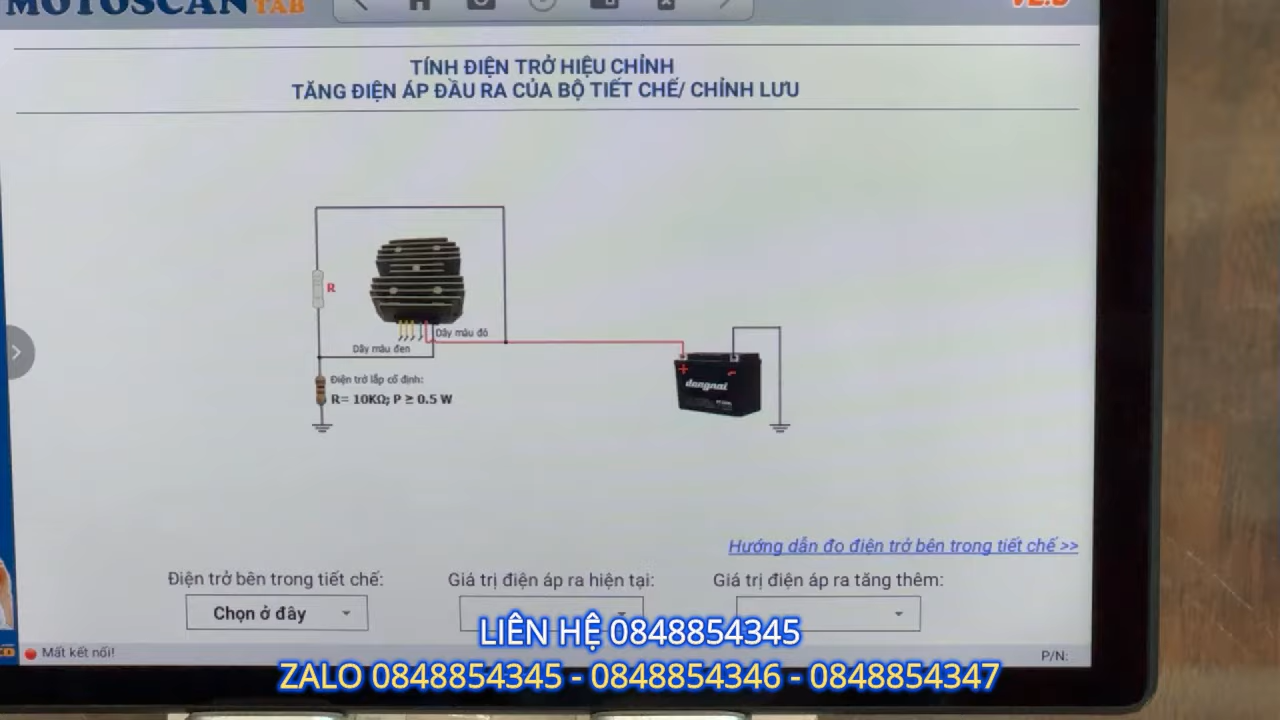 MOTOSCAN TAB
V2.3
TÍNH ĐIỆN TRỞ HIỆU CHỈNH
TĂNG ĐIỆN ÁP ĐẦU RA CỦA BỘ TIẾT CHẾ/ CHỈNH LƯU
R
Dây màu đỏ
Dây màu đen
Điện trở lắp cố định:
R= 10KΩ; P ≥ 0.5 W
dongnai
Hướng dẫn đo điện trở bên trong tiết chế >>
Điện trở bên trong tiết chế:
Giá trị điện áp ra hiện tại:
Giá trị điện áp ra tăng thêm:
Chọn ở đây
Mất kết nối!
P/N:
LIÊN HỆ 0848854345
ZALO 0848854345 - 0848854346 - 0848854347